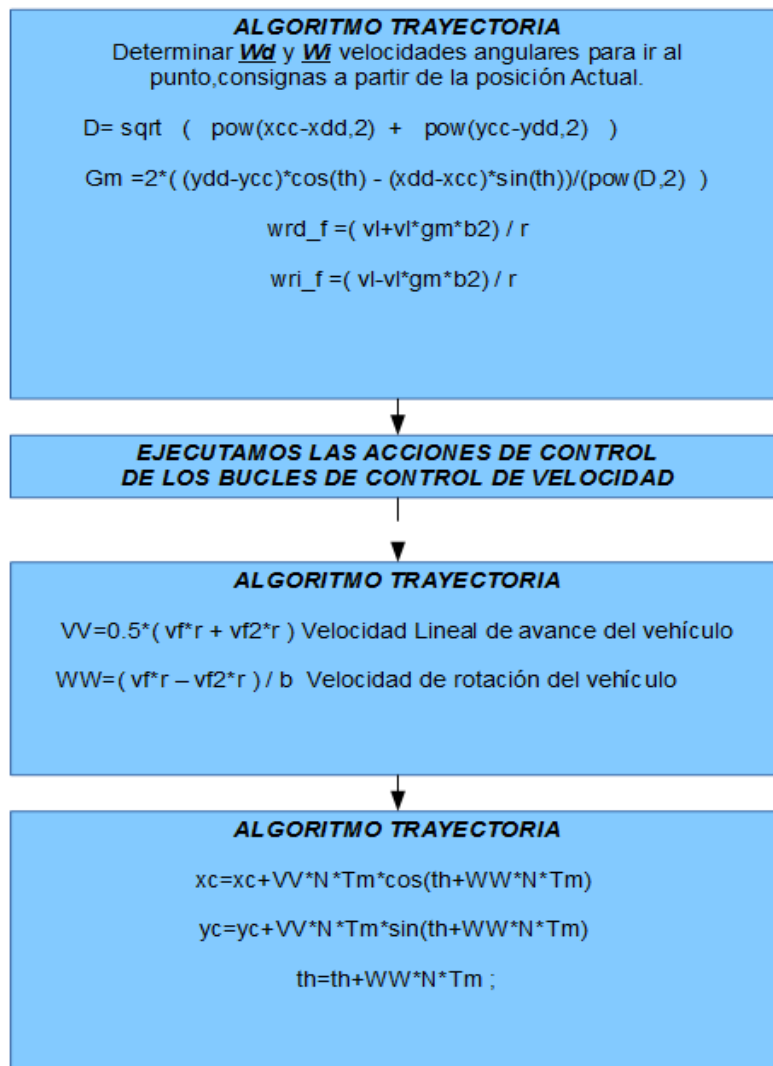 ALGORITMO TRAYECTORIA
Determinar Wd y Wi velocidades angulares para ir al
punto,consignas a partir de la posición Actual.
D= sqrt ( pow(xcc-xdd,2) + pow(ycc-ydd,2) )
Gm =2*( (ydd-ycc)*cos(th) - (xdd-xcc)*sin(th))/(pow(D,2) )
wrd_f =( vl+vl*gm*b2) / r
wri_f =( vl-vl*gm*b2) / r
EJECUTAMOS LAS ACCIONES DE CONTROL
DE LOS BUCLES DE CONTROL DE VELOCIDAD
ALGORITMO TRAYECTORIA
VV=0.5*( vf*r + vf2*r ) Velocidad Lineal de avance del vehículo
WW=( vf*r – vf2*r ) / b Velocidad de rotación del vehículo
ALGORITMO TRAYECTORIA
xc=xc+VV*N*Tm*cos(th+WW*N*Tm)
yc=yc+VV*N*Tm*sin(th+WW*N*Tm)
th=th+WW*N*Tm ;